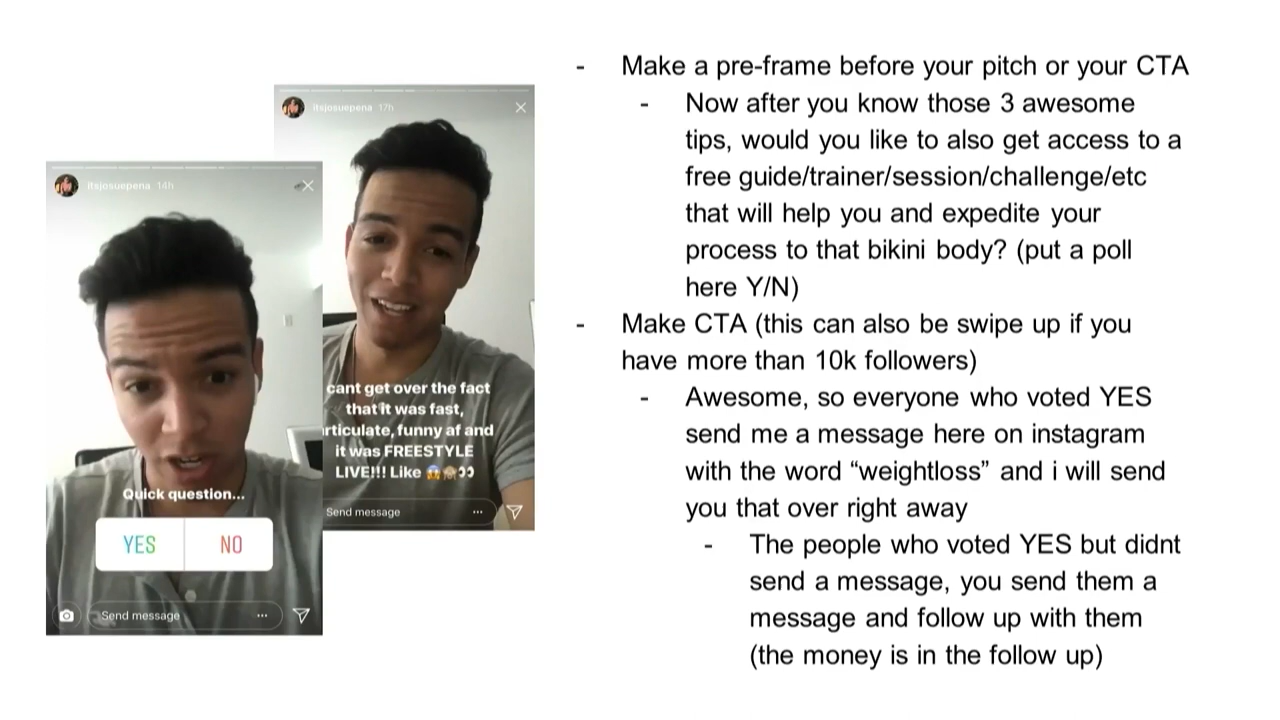 itsjosuepena 17h
cant get over the fact
that it was fast,
articulate, funny af and
it was FREESTYLE
LIVE!!! Like 😱🙈👀
Send message
itsjosuepena 14h
Quick question...
YES NO
Send message
- Make a pre-frame before your pitch or your CTA
- Now after you know those 3 awesome
tips, would you like to also get access to a
free guide/trainer/session/challenge/etc
that will help you and expedite your
process to that bikini body? (put a poll
here Y/N)
- Make CTA (this can also be swipe up if you
have more than 10k followers)
- Awesome, so everyone who voted YES
send me a message here on instagram
with the word “weightloss” and i will send
you that over right away
- The people who voted YES but didnt
send a message, you send them a
message and follow up with them
(the money is in the follow up)